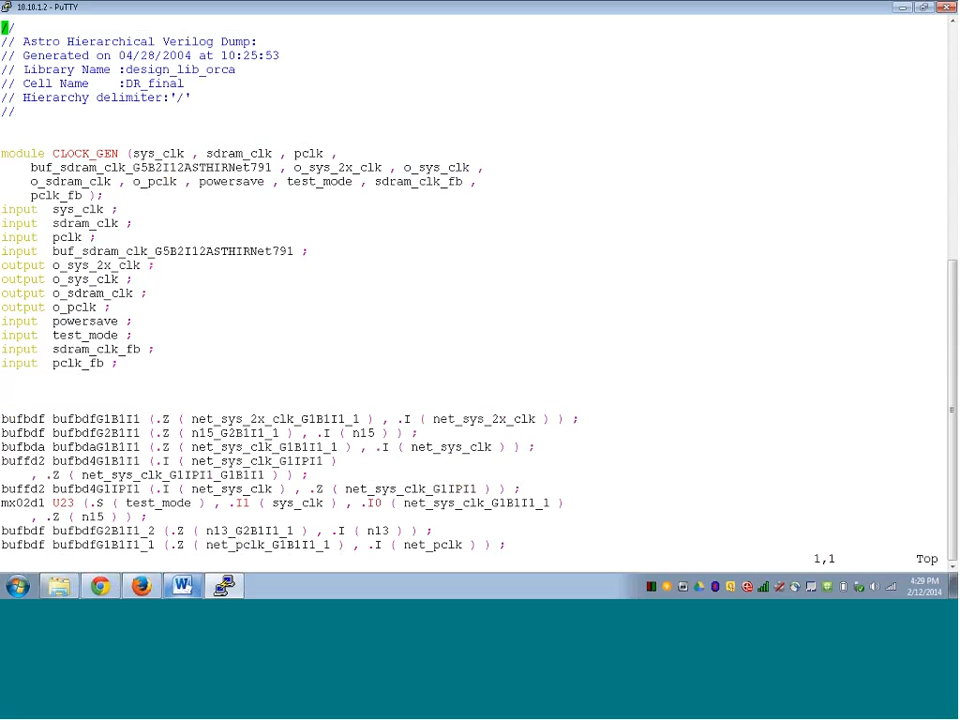 10.10.1.2 - PuTTY
//
// Astro Hierarchical Verilog Dump:
// Generated on 04/28/2004 at 10:25:53
// Library Name :design_lib_orca
// Cell Name    :DR_final
// Hierarchy delimiter:'/'
//
module CLOCK_GEN (sys_clk , sdram_clk , pclk ,
buf_sdram_clk_G5B2I12ASTHIRNet791 , o_sys_2x_clk , o_sys_clk ,
o_sdram_clk , o_pclk , powersave , test_mode , sdram_clk_fb ,
pclk_fb );
input  sys_clk ;
input  sdram_clk ;
input  pclk ;
input  buf_sdram_clk_G5B2I12ASTHIRNet791 ;
output o_sys_2x_clk ;
output o_sys_clk ;
output o_sdram_clk ;
output o_pclk ;
input  powersave ;
input  test_mode ;
input  sdram_clk_fb ;
input  pclk_fb ;
bufbdf bufbdfG1B1I1 (.Z ( net_sys_2x_clk_G1B1I1_1 ) , .I ( net_sys_2x_clk ) ) ;
bufbdf bufbdfG2B1I1 (.Z ( n15_G2B1I1_1 ) , .I ( n15 ) ) ;
bufbda bufbdaG1B1I1 (.Z ( net_sys_clk_G1B1I1_1 ) , .I ( net_sys_clk ) ) ;
buffd2 bufbd4G1B1I1 (.I ( net_sys_clk_G1IPI1 )
, .Z ( net_sys_clk_G1IPI1_G1B1I1 ) ) ;
buffd2 bufbd4G1IPI1 (.I ( net_sys_clk ) , .Z ( net_sys_clk_G1IPI1 ) ) ;
mx02d1 U23 (.S ( test_mode ) , .I1 ( sys_clk ) , .I0 ( net_sys_clk_G1B1I1_1 )
, .Z ( n15 ) ) ;
bufbdf bufbdfG2B1I1_2 (.Z ( n13_G2B1I1_1 ) , .I ( n13 ) ) ;
bufbdf bufbdfG1B1I1_1 (.Z ( net_pclk_G1B1I1_1 ) , .I ( net_pclk ) ) ;
1,1 Top
4:29 PM
2/12/2014